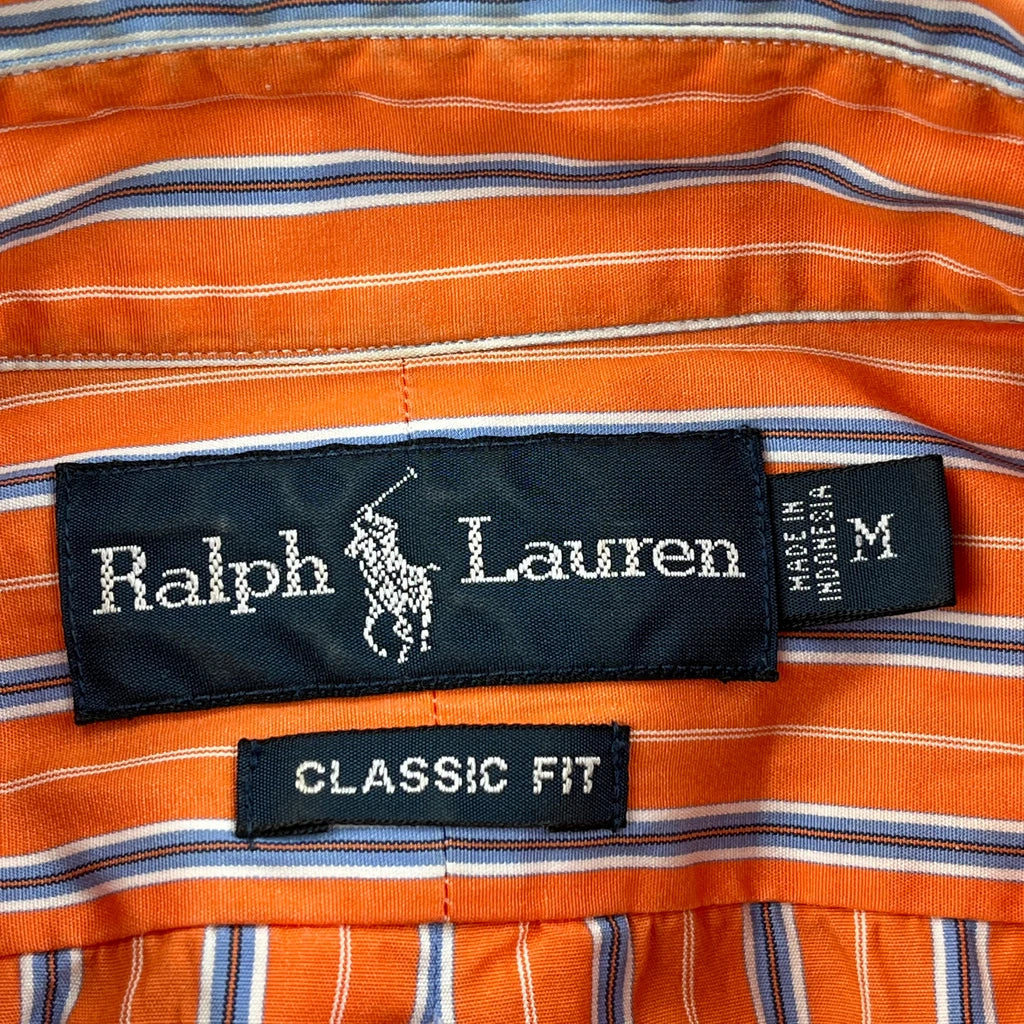 Ralph Lauren
MADE IN
INDONESIA
M
CLASSIC FIT